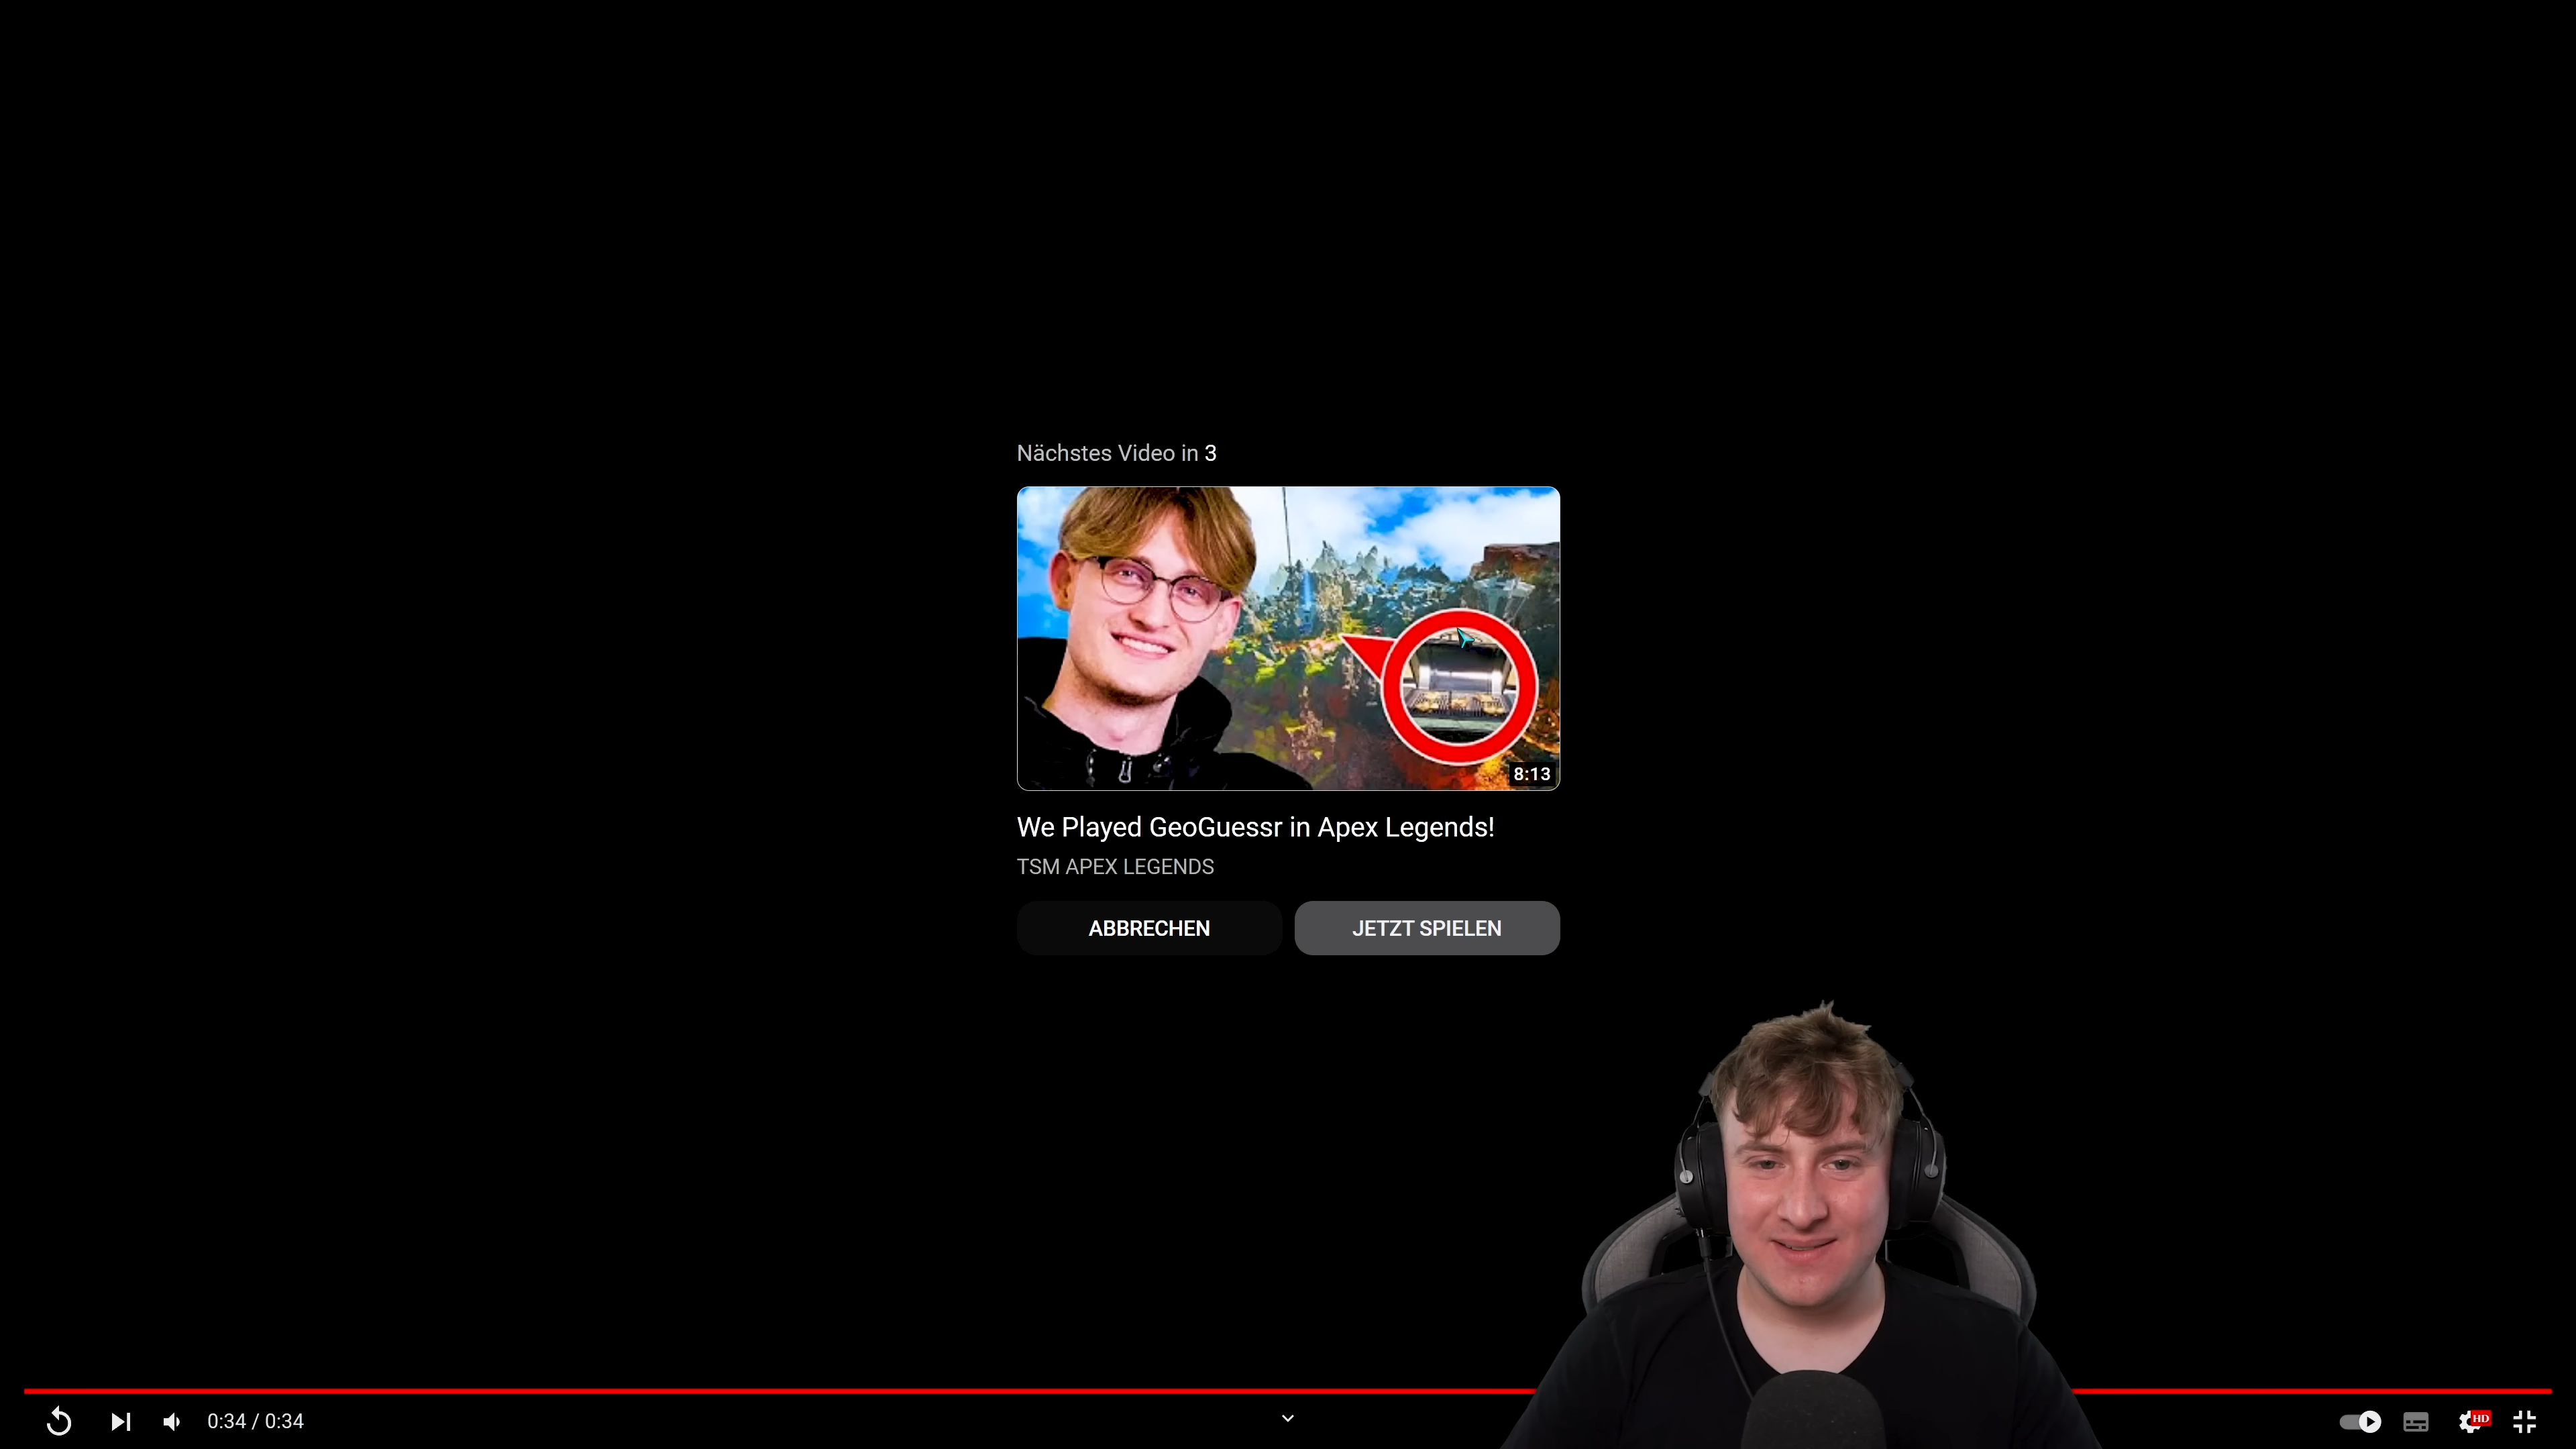 Nächstes Video in 3
8:13
We Played GeoGuessr in Apex Legends!
TSM APEX LEGENDS
ABBRECHEN
JETZT SPIELEN
0:34 / 0:34
HD